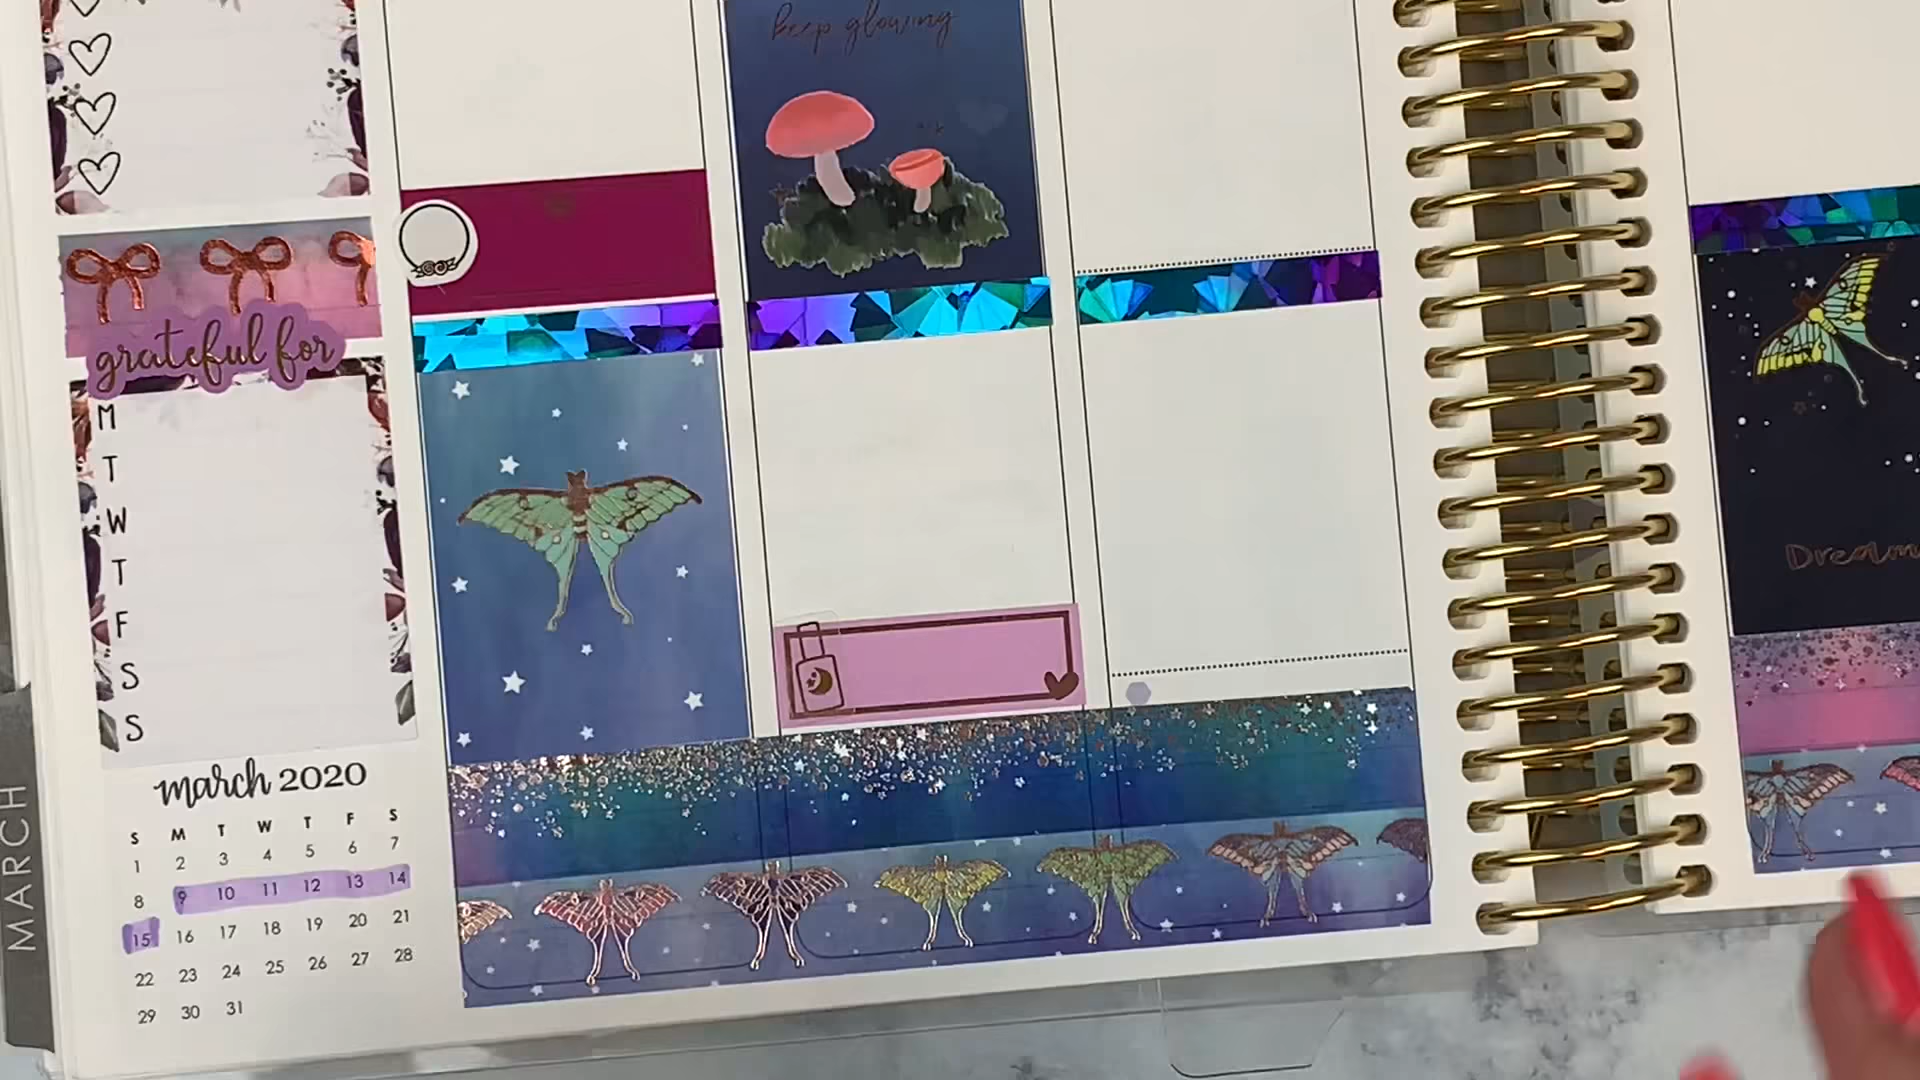 keep glowing
grateful for
M
T
W
T
F
S
S
march 2020
S M T W T F S
1 2 3 4 5 6 7
8 9 10 11 12 13 14
15 16 17 18 19 20 21
22 23 24 25 26 27 28
29 30 31
MARCH
Dream